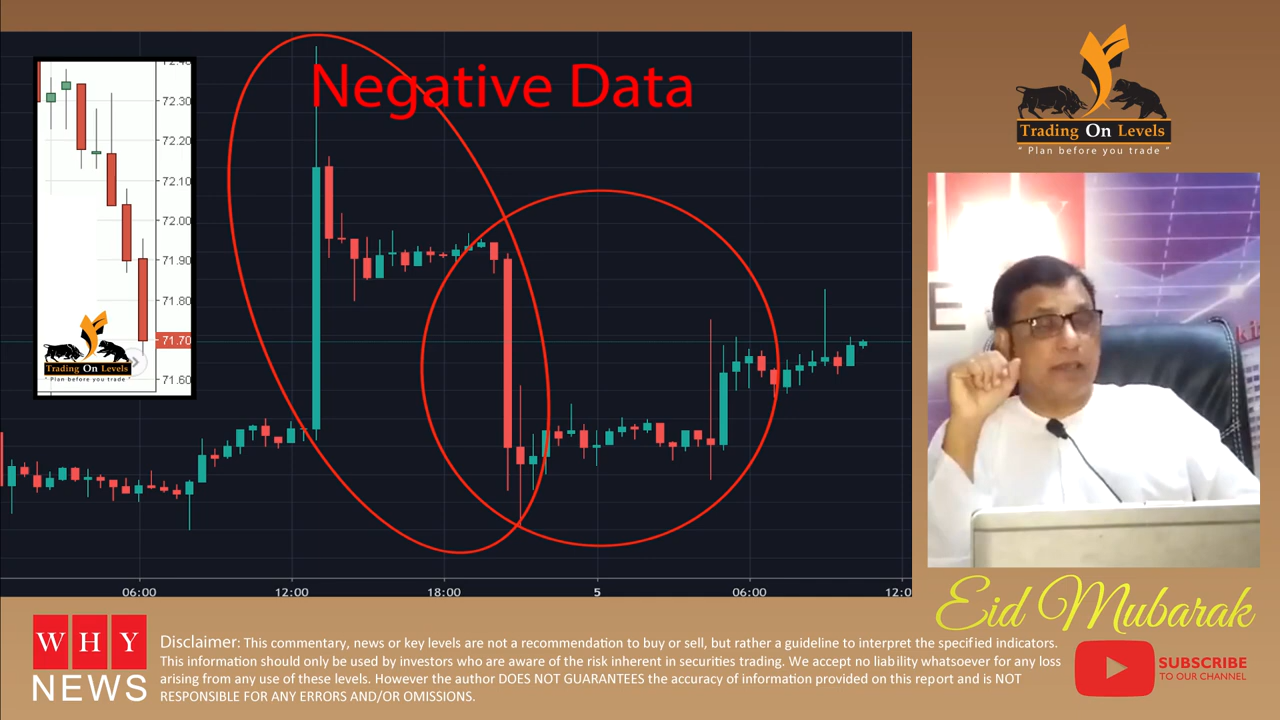 Negative Data
72.40
72.30
72.20
72.10
72.00
71.90
71.80
71.70
71.60
Trading On Levels
" Plan before you trade "
06:00
12:00
18:00
5
06:00
12:0
Trading On Levels
" Plan before you trade "
E
Eid Mubarak
WHY
NEWS
Disclaimer: This commentary, news or key levels are not a recommendation to buy or sell, but rather a guideline to interpret the specified indicators.
This information should only be used by investors who are aware of the risk inherent in securities trading. We accept no liability whatsoever for any loss
arising from any use of these levels. However the author DOES NOT GUARANTEES the accuracy of information provided on this report and is NOT
RESPONSIBLE FOR ANY ERRORS AND/OR OMISSIONS.
SUBSCRIBE
TO OUR CHANNEL